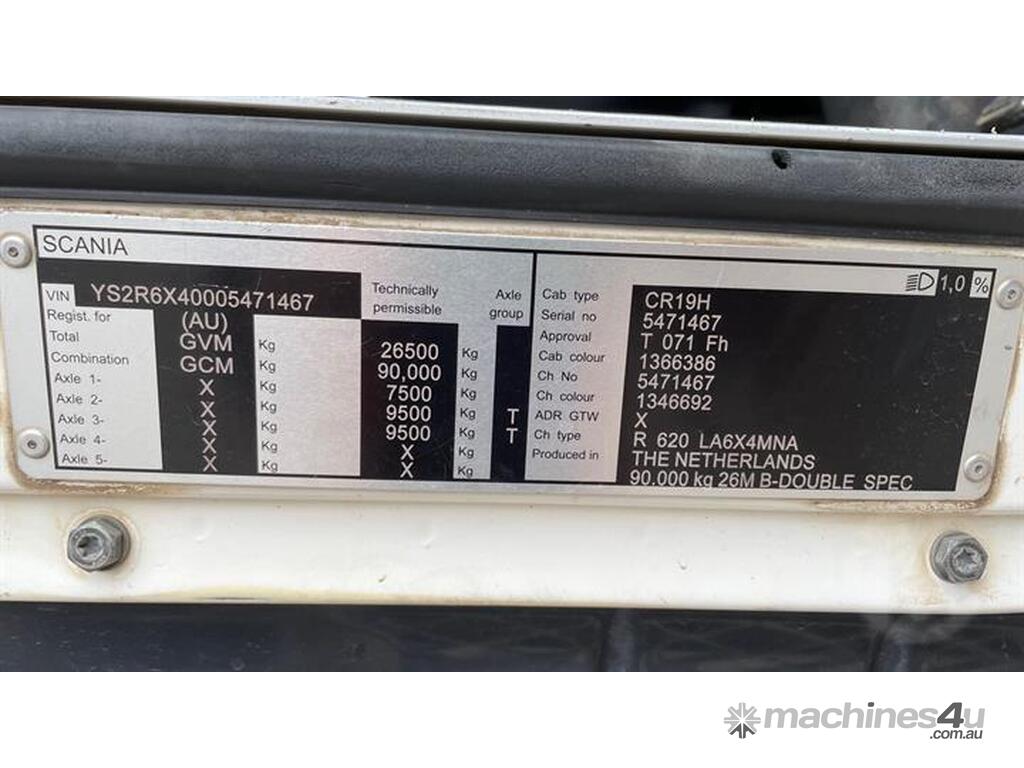 SCANIA
VIN YS2R6X40005471467 Technically permissible Axle group
Regist. for (AU)
Total GVM Kg 26500 Kg
Combination GCM Kg 90,000 Kg
Axle 1- X Kg 7500 Kg
Axle 2- X Kg 9500 Kg T
Axle 3- X Kg 9500 Kg T
Axle 4- X Kg X Kg
Axle 5- X Kg X Kg
1,0 %
Cab type CR19H
Serial no 5471467
Approval T 071 Fh
Cab colour 1366386
Ch No 5471467
Ch colour 1346692
ADR GTW X
Ch type R 620 LA6X4MNA
Produced in THE NETHERLANDS
90.000 kg 26M B-DOUBLE SPEC
machines4u
.com.au